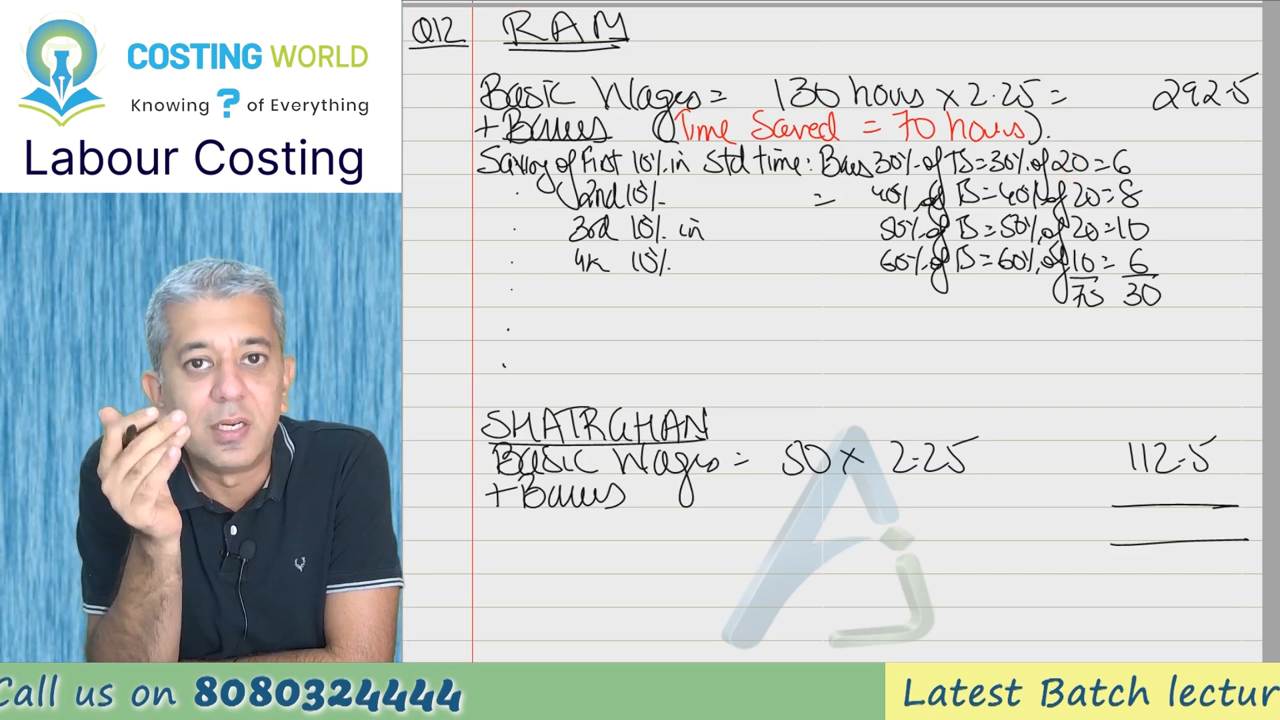 COSTING WORLD
Knowing ? of Everything
Labour Costing
Q12 RAM
Basic Wages = 130 hours × 2.25 = 292.5
+ Bonus (Time Saved = 70 hours).
Saving of First 10% in Std time: Bonus 30% of TS = 30% of 20 = 6
2nd 10% = 40% of TS = 40% of 20 = 8
3rd 10% in 50% of TS = 50% of 20 = 10
4th 10% 60% of TS = 60% of 10 = 6
70 30
SHATRGHAN
Basic Wages = 50 × 2.25 112.5
+ Bonus
Call us on 8080324444
Latest Batch lectur